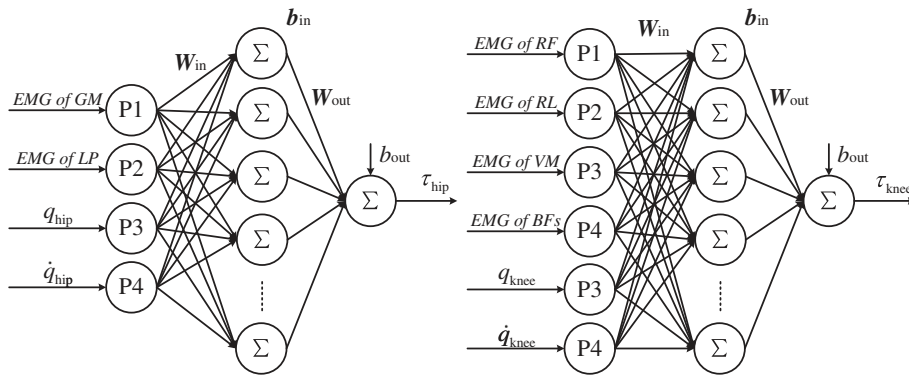 b_in
W_in
Σ
EMG of GM
P1
Σ
W_out
EMG of LP
P2
Σ
b_out
q_hip
P3
Σ
Σ
τ_hip
q̇_hip
P4
Σ
b_in
EMG of RF
P1
W_in
Σ
EMG of RL
P2
Σ
W_out
EMG of VM
P3
Σ
b_out
EMG of BFs
P4
Σ
Σ
τ_knee
q_knee
P3
q̇_knee
P4
Σ